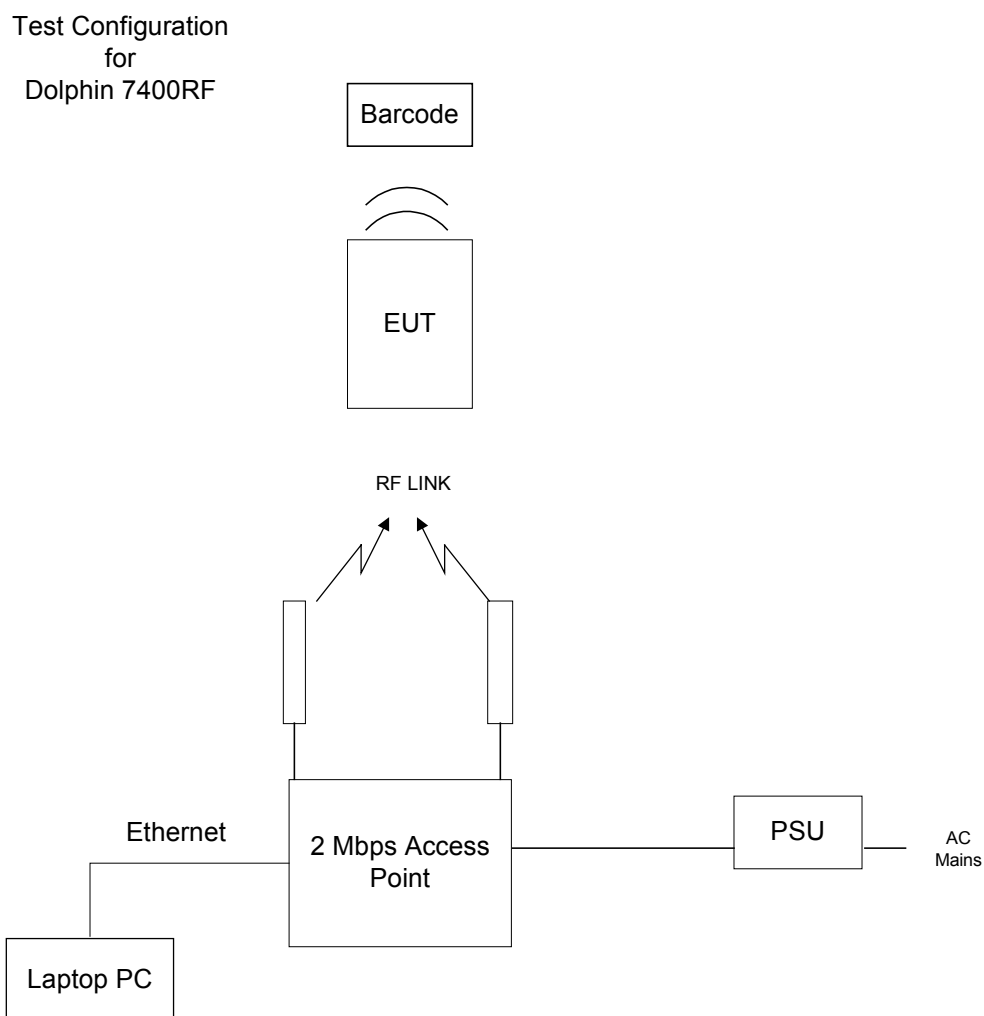 Test Configuration
for
Dolphin 7400RF
Barcode
EUT
RF LINK
Ethernet
2 Mbps Access
Point
PSU
AC
Mains
Laptop PC